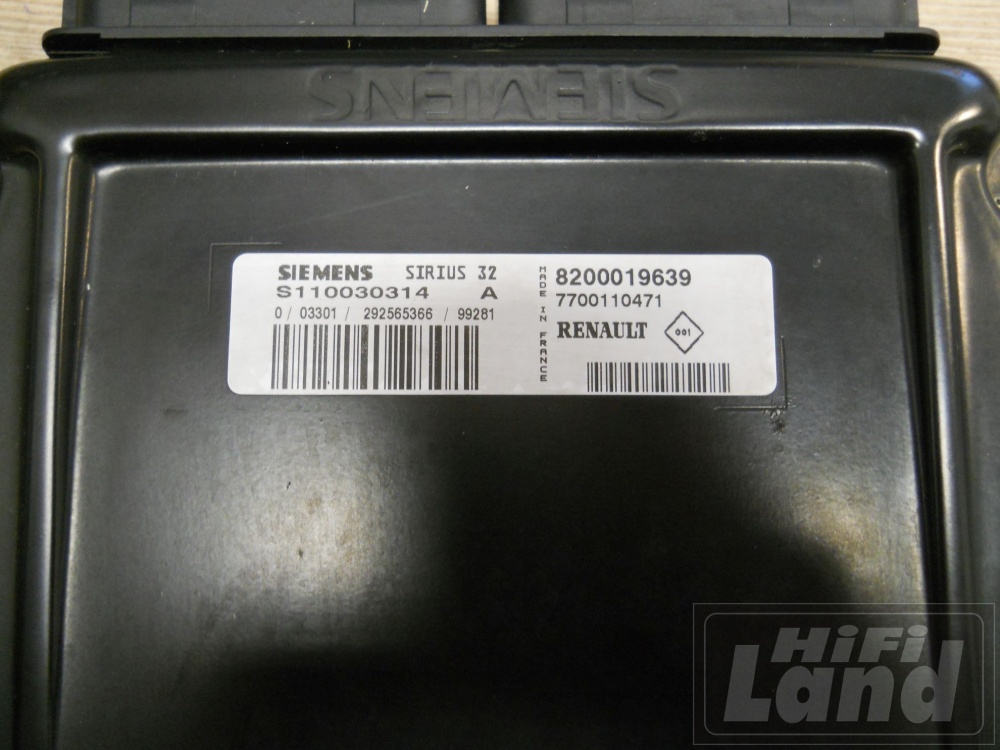 SIEMENS
SIEMENS SIRIUS 32
S110030314 A
0 / 03301 / 292565366 / 99281
MADE IN FRANCE
8200019639
7700110471
RENAULT 001
HiFi
Land